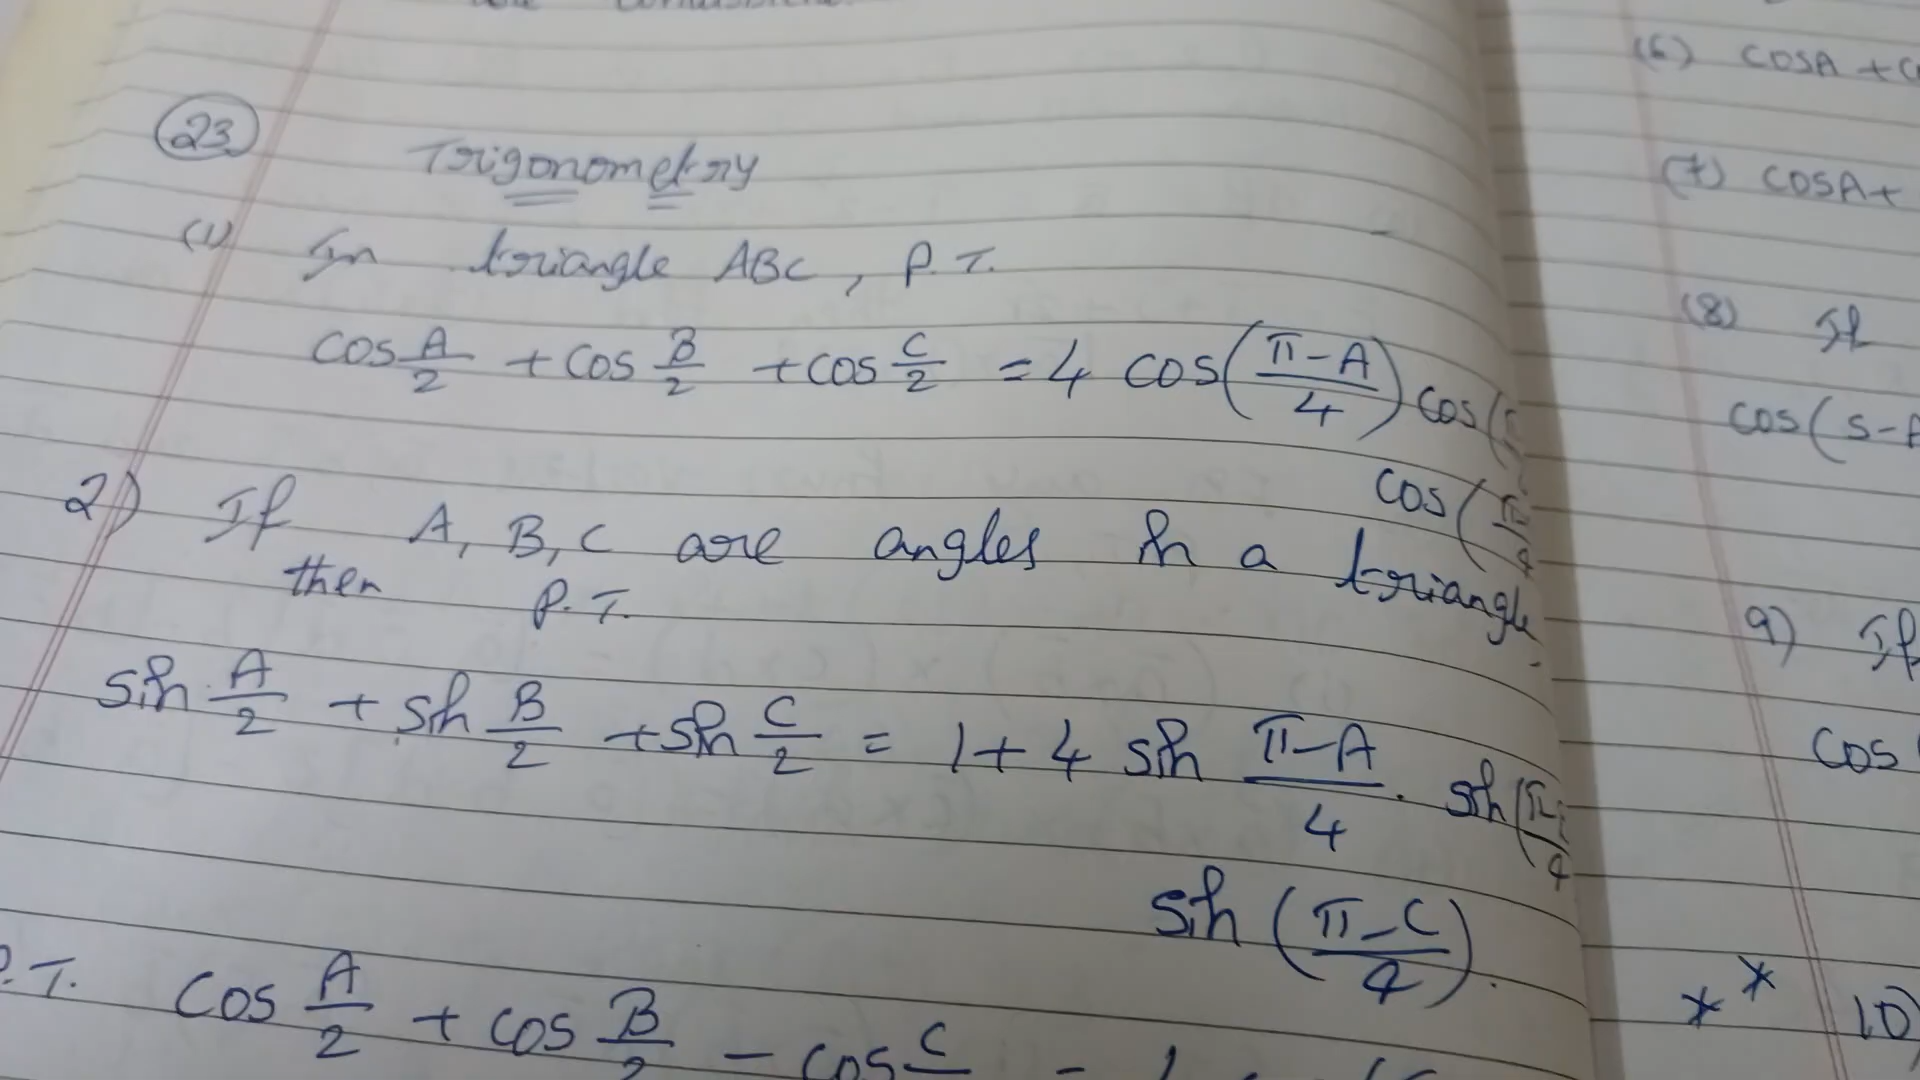 23
Trigonometry
(1) In triangle ABC, P.T.
cos A/2 + cos B/2 + cos C/2 = 4 cos(π-A/4) cos(
cos(π/4
2) If A, B, C are angles in a triangle,
then P.T.
sin A/2 + sin B/2 + sin C/2 = 1 + 4 sin π-A/4 . sin(π-/4
sin(π-C/4).
P.T. cos A/2 + cos B/2 - cos C
(6) cosA +
(7) cosA +
(8) If
cos(S-A
9) If
cos
** 10)